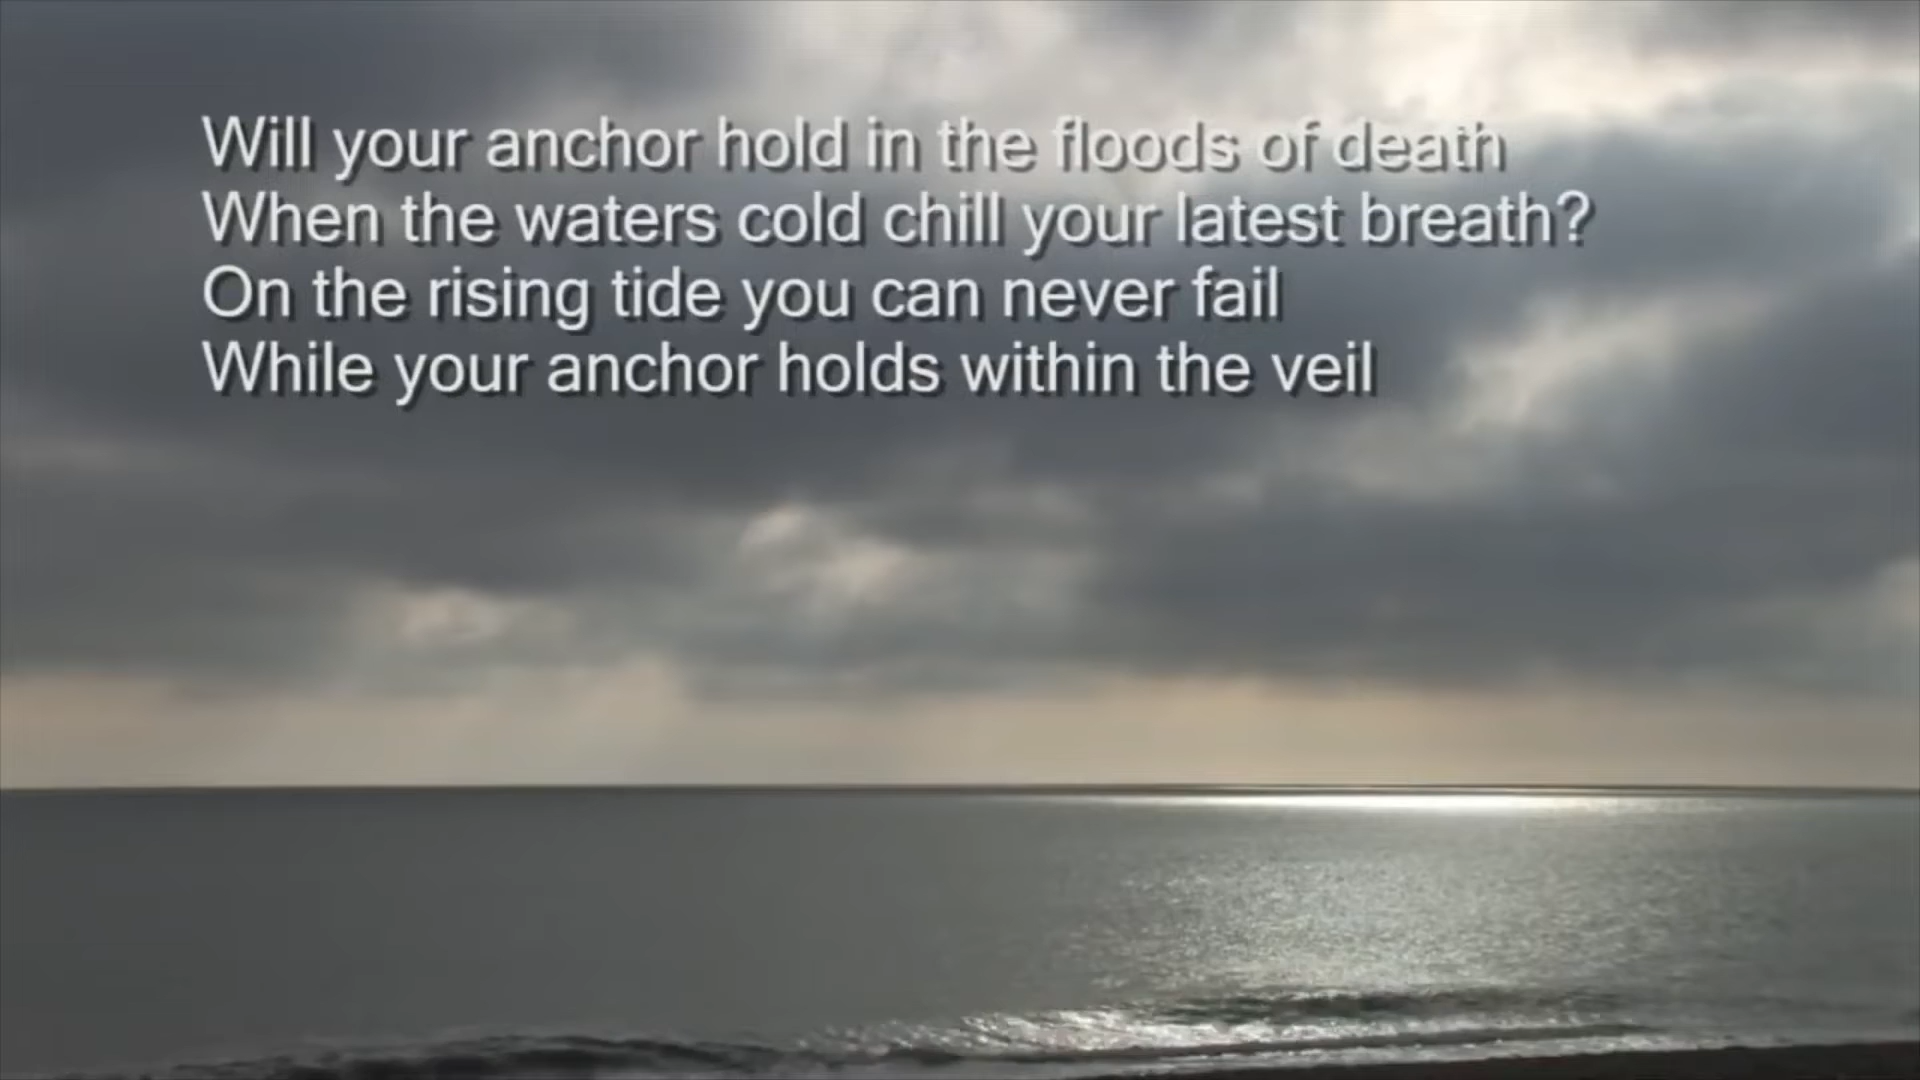 Will your anchor hold in the floods of death
When the waters cold chill your latest breath?
On the rising tide you can never fail
While your anchor holds within the veil